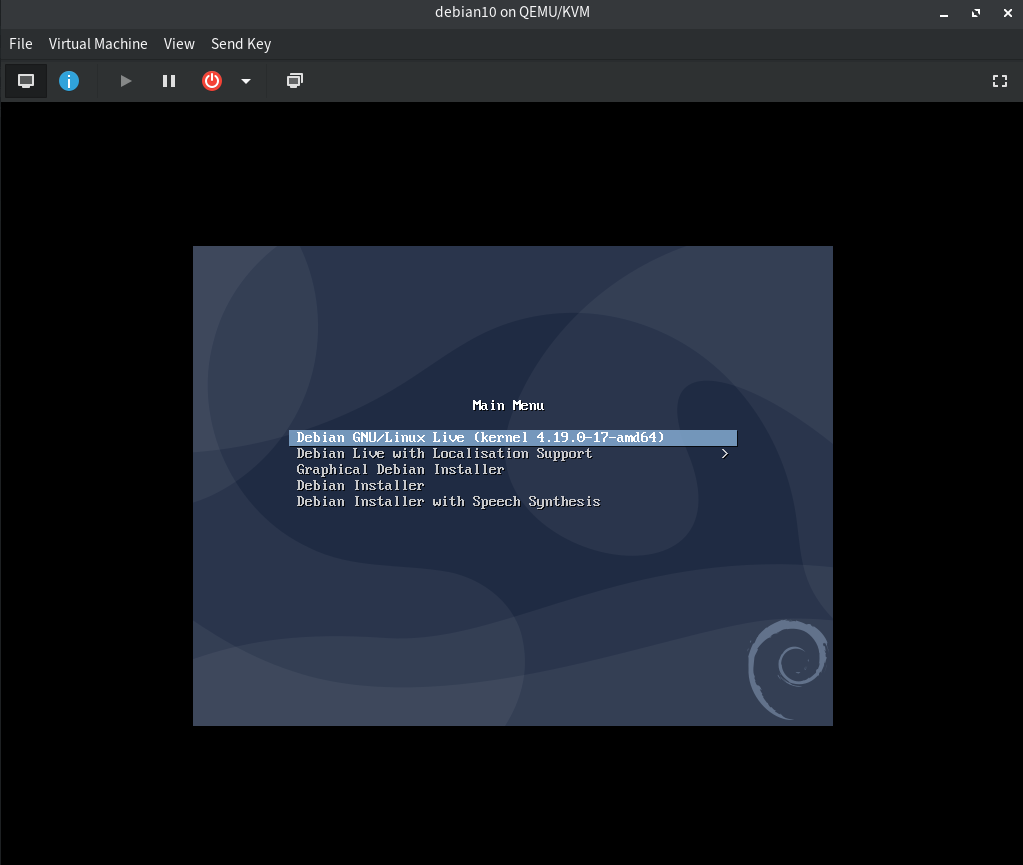 debian10 on QEMU/KVM
File Virtual Machine View Send Key
Main Menu
Debian GNU/Linux Live (kernel 4.19.0-17-amd64)
Debian Live with Localisation Support >
Graphical Debian Installer
Debian Installer
Debian Installer with Speech Synthesis